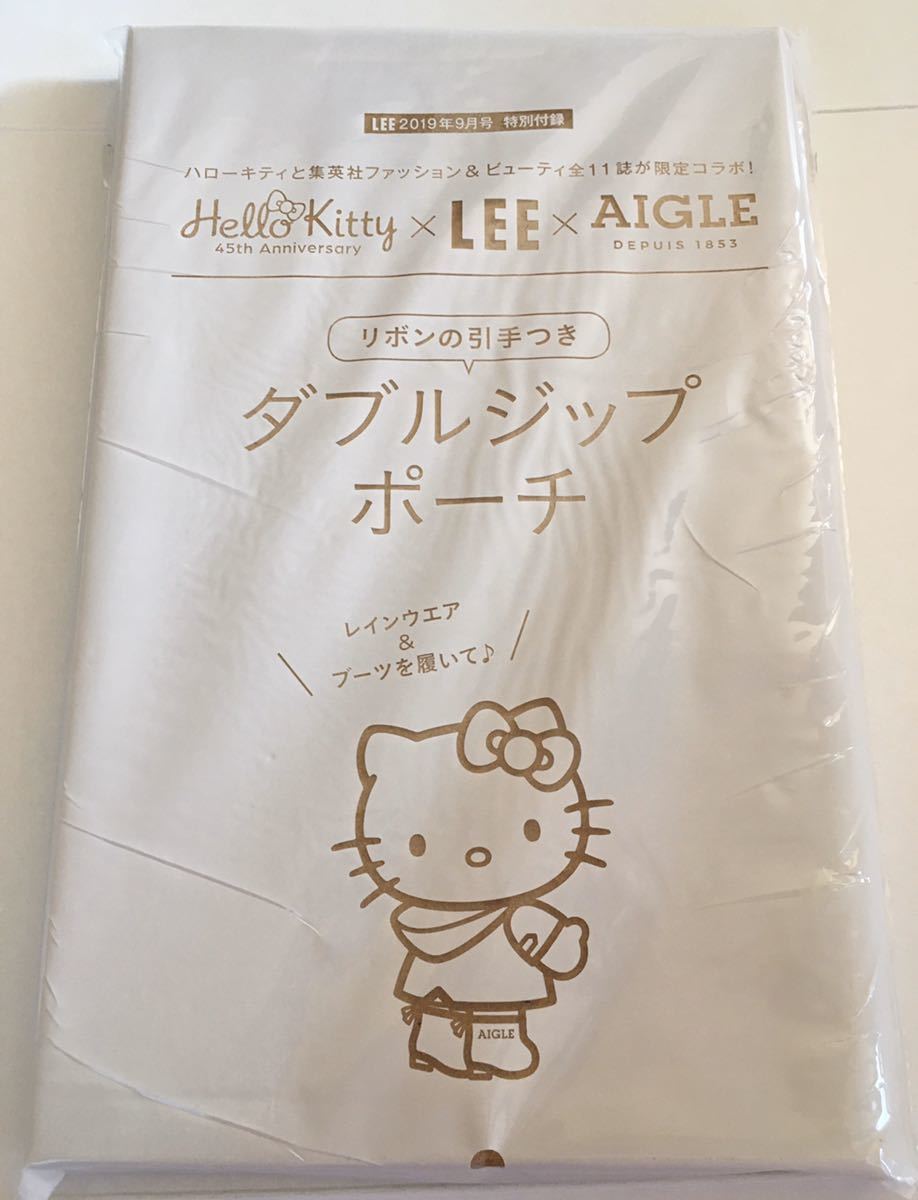 LEE 2019年9月号 特別付録
ハローキティと集英社ファッション＆ビューティ全11誌が限定コラボ！
Hello Kitty × LEE × AIGLE
45th Anniversary
DEPUIS 1853
リボンの引手つき
ダブルジップ
ポーチ
レインウエア
&
ブーツを履いて♪
AIGLE